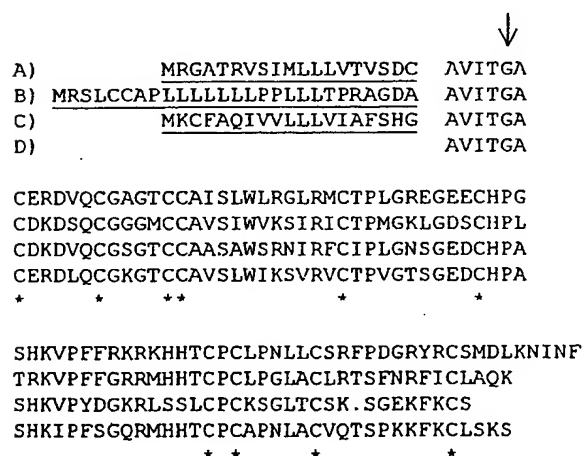 A) MRGATRVSIMLLLVTVSDC AVITGA
B) MRSLCCAPLLLLLLLPPLLLTPRAGDA AVITGA
C) MKCFAQIVVLLLVIAFSHG AVITGA
D) AVITGA
CERDVQCGAGTCCAISLWLRGLRMCTPLGREGEECHPG
CDKDSQCGGGMCCAVSIWVKSIRICTPMGKLGDSCHPL
CDKDVQCGSGTCCAASAWSRNIRFCIPLGNSGEDCHPA
CERDLQCGKGTCCAVSLWIKSVRVCTPVGTSGEDCHPA
* * ** * *
SHKVPFFRKRKHHTCPCLPNLLCSRFPDGRYRCSMDLKNINF
TRKVPFFGRRMHHTCPCLPGLACLRTSFNRFICLAQK
SHKVPYDGKRLSSLCPCKSGLTCSK.SGEKFKCS
SHKIPFSGQRMHHTCPCAPNLACVQTSPKKFKCLSKS
* * * *